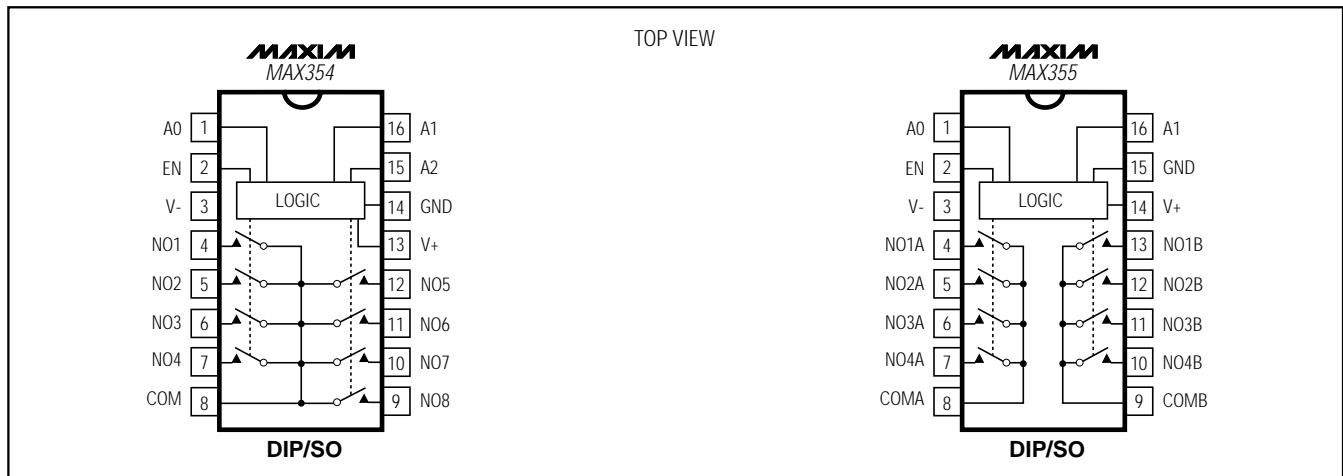 TOP VIEW
MAXIM
MAX354
A0 1 16 A1
EN 2 15 A2
LOGIC
V- 3 14 GND
NO1 4 13 V+
NO2 5 12 NO5
NO3 6 11 NO6
NO4 7 10 NO7
COM 8 9 NO8
DIP/SO
MAXIM
MAX355
A0 1 16 A1
EN 2 15 GND
LOGIC
V- 3 14 V+
NO1A 4 13 NO1B
NO2A 5 12 NO2B
NO3A 6 11 NO3B
NO4A 7 10 NO4B
COMA 8 9 COMB
DIP/SO